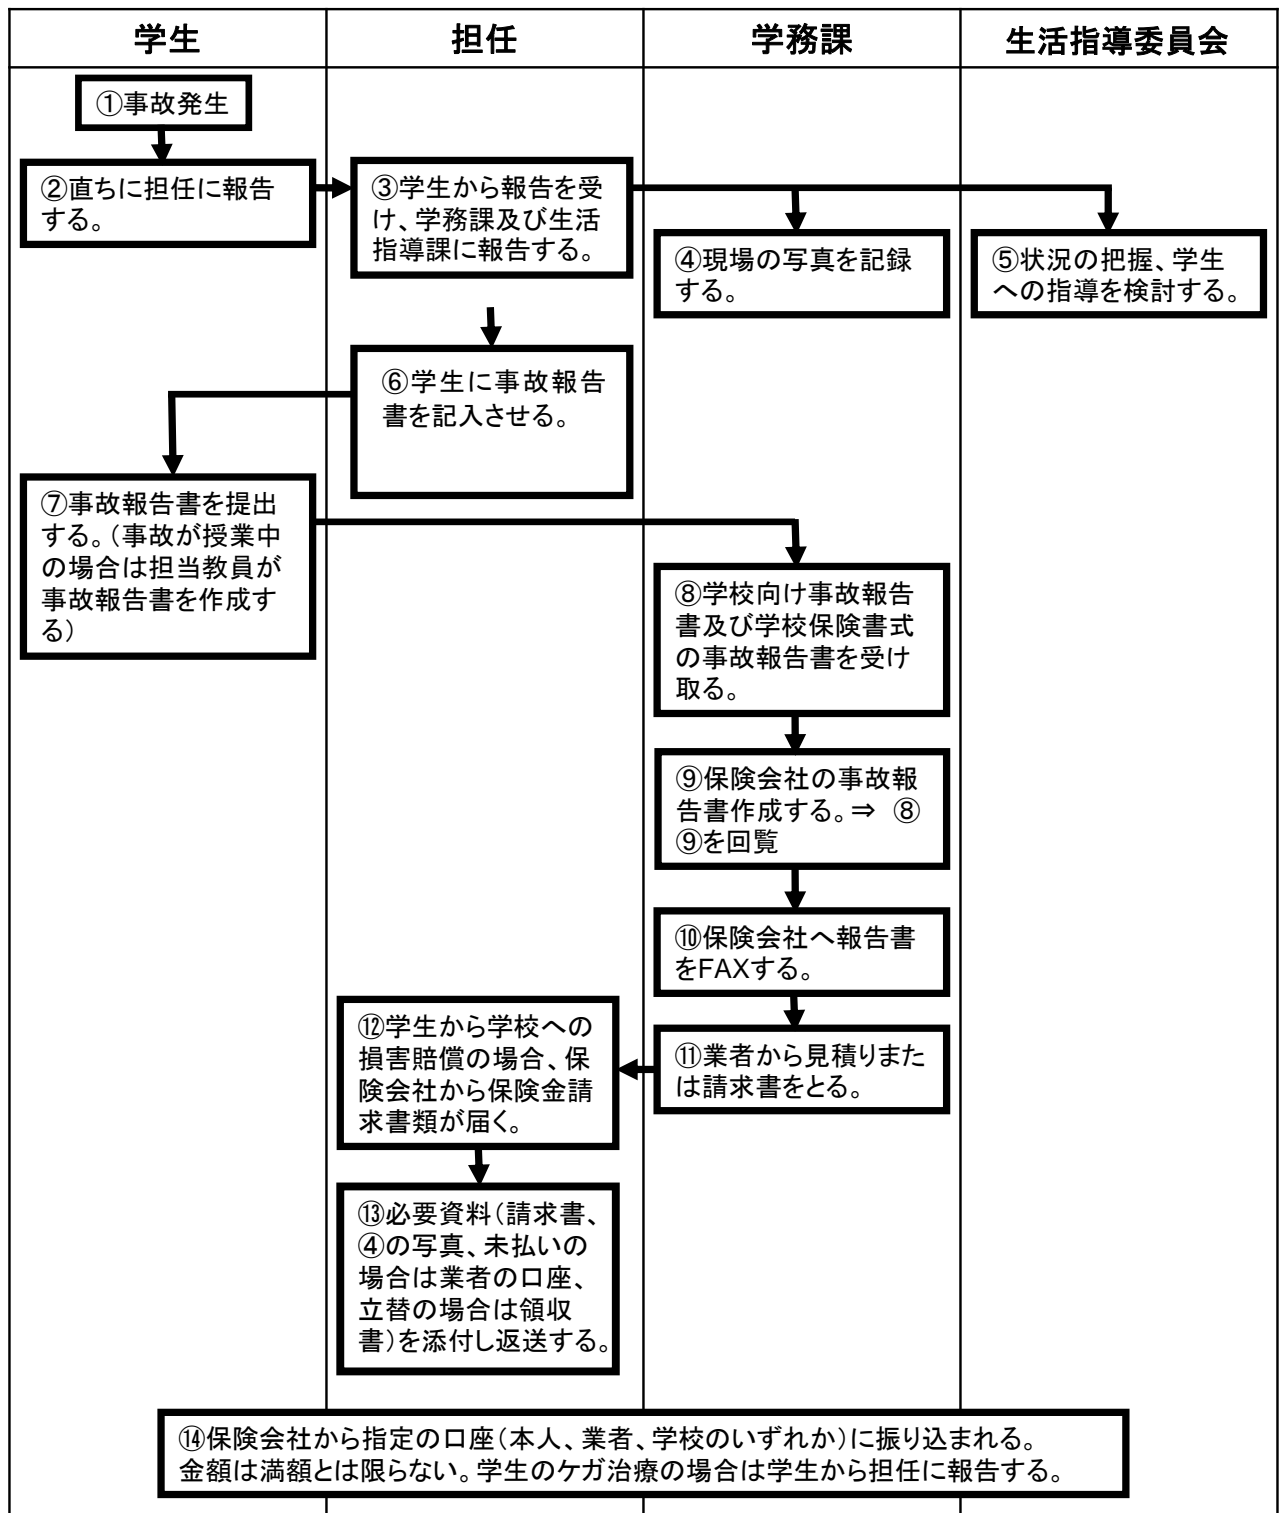 学生
担任
学務課
生活指導委員会
①事故発生
②直ちに担任に報告
する。
③学生から報告を受
け、学務課及び生活
指導課に報告する。
④現場の写真を記録
する。
⑤状況の把握、学生
への指導を検討する。
⑥学生に事故報告
書を記入させる。
⑦事故報告書を提出
する。（事故が授業中
の場合は担当教員が
事故報告書を作成す
る）
⑧学校向け事故報告
書及び学校保険書式
の事故報告書を受け
取る。
⑨保険会社の事故報
告書作成する。⇒　⑧
⑨を回覧
⑩保険会社へ報告書
をFAXする。
⑪業者から見積りまた
は請求書をとる。
⑫学生から学校への
損害賠償の場合、保
険会社から保険金請
求書類が届く。
⑬必要資料（請求書、
④の写真、未払いの
場合は業者の口座、
立替の場合は領収
書）を添付し返送する。
⑭保険会社から指定の口座（本人、業者、学校のいずれか）に振り込まれる。
金額は満額とは限らない。学生のケガ治療の場合は学生から担任に報告する。